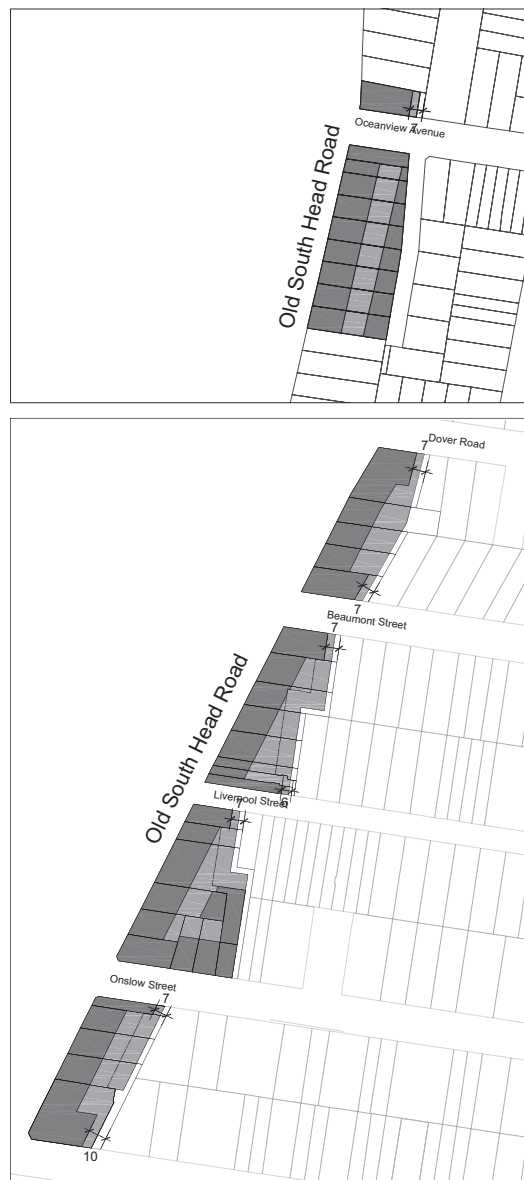 7
Oceanview Avenue
Old South Head Road
7
Dover Road
7
Beaumont Street
7
Old South Head Road
Liverpool Street
6
7
Onslow Street
7
10